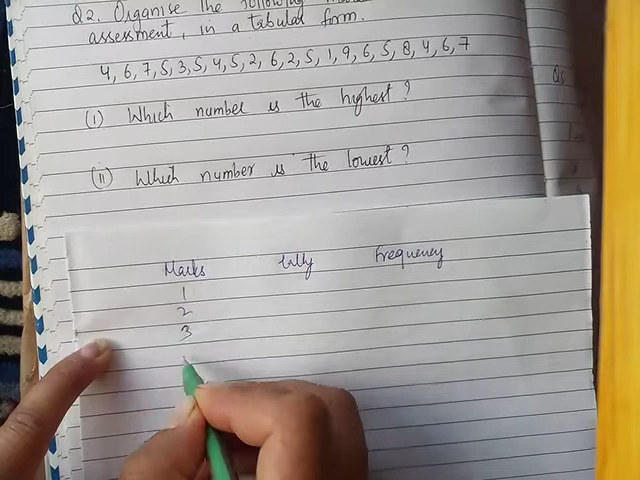 Q2. Organise the following
assessment, in a tabular form.
4, 6, 7, 5, 3, 5, 4, 5, 2, 6, 2, 5, 1, 9, 6, 5, 8, 4, 6, 7
(i) Which number is the highest?
(ii) Which number is the lowest?
Marks Tally Frequency
1
2
3